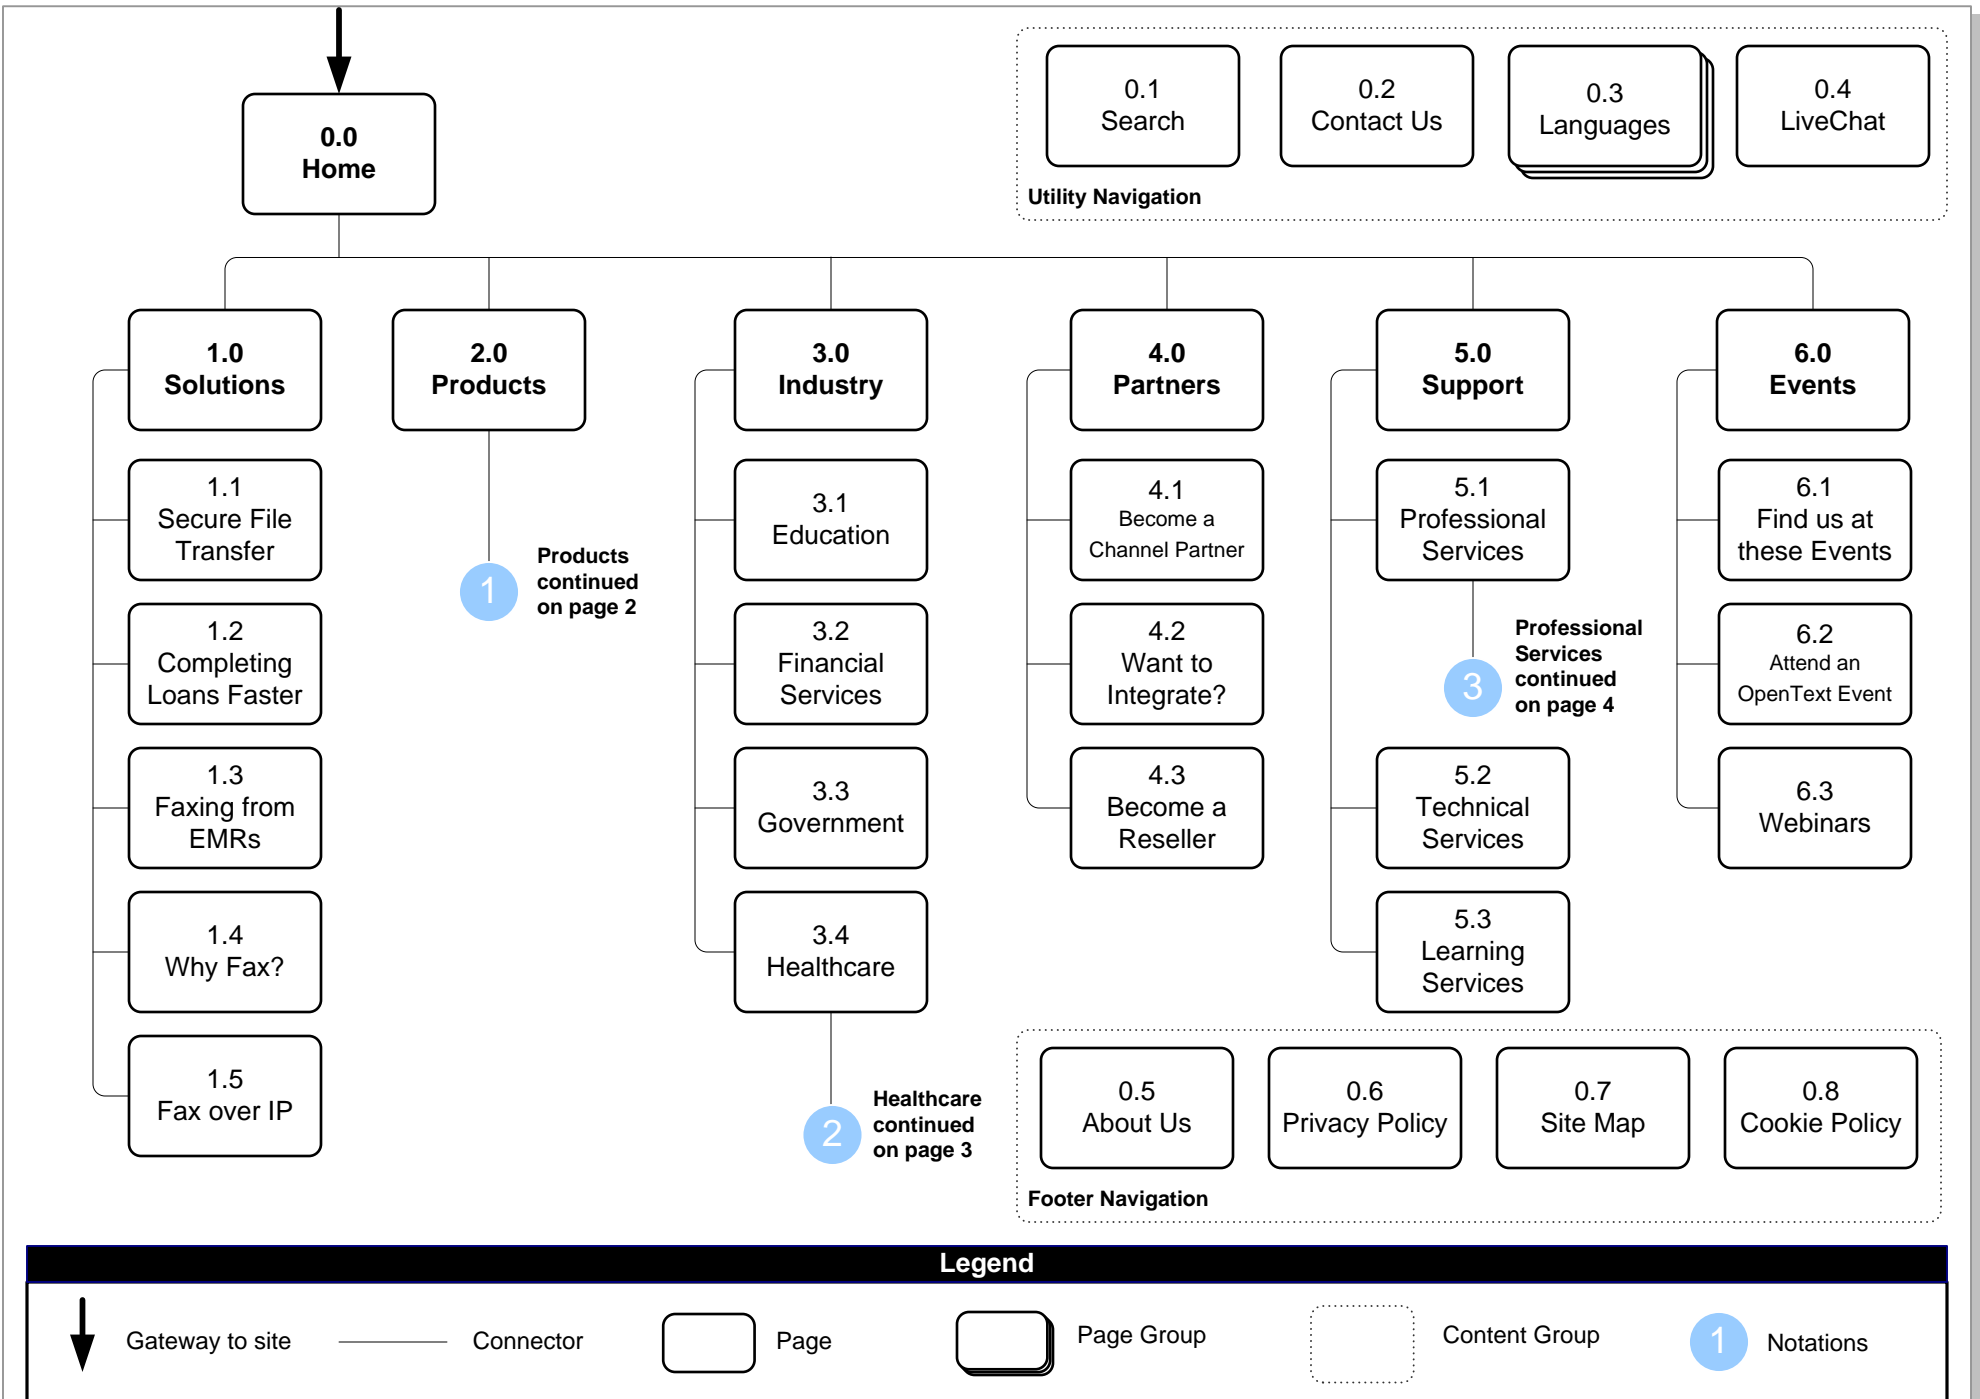 0.0
Home
0.1
Search
0.2
Contact Us
0.3
Languages
0.4
LiveChat
Utility Navigation
1.0
Solutions
2.0
Products
3.0
Industry
4.0
Partners
5.0
Support
6.0
Events
1.1
Secure File
Transfer
1.2
Completing
Loans Faster
1.3
Faxing from
EMRs
1.4
Why Fax?
1.5
Fax over IP
1
Products
continued
on page 2
3.1
Education
3.2
Financial
Services
3.3
Government
3.4
Healthcare
2
Healthcare
continued
on page 3
4.1
Become a
Channel Partner
4.2
Want to
Integrate?
4.3
Become a
Reseller
5.1
Professional
Services
3
Professional
Services
continued
on page 4
5.2
Technical
Services
5.3
Learning
Services
6.1
Find us at
these Events
6.2
Attend an
OpenText Event
6.3
Webinars
0.5
About Us
0.6
Privacy Policy
0.7
Site Map
0.8
Cookie Policy
Footer Navigation
Legend
Gateway to site
Connector
Page
Page Group
Content Group
1
Notations